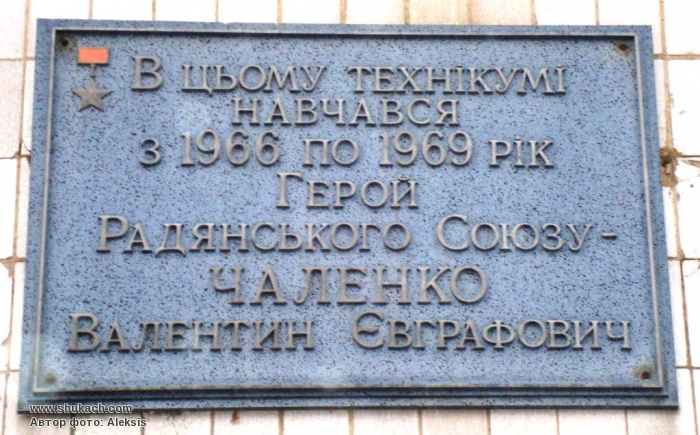 В цьому технікумі
навчався
з 1966 по 1969 рік
Герой
Радянського Союзу-
ЧАЛЕНКО
Валентин Євграфович
www.shukach.com
Автор фото: Aleksis